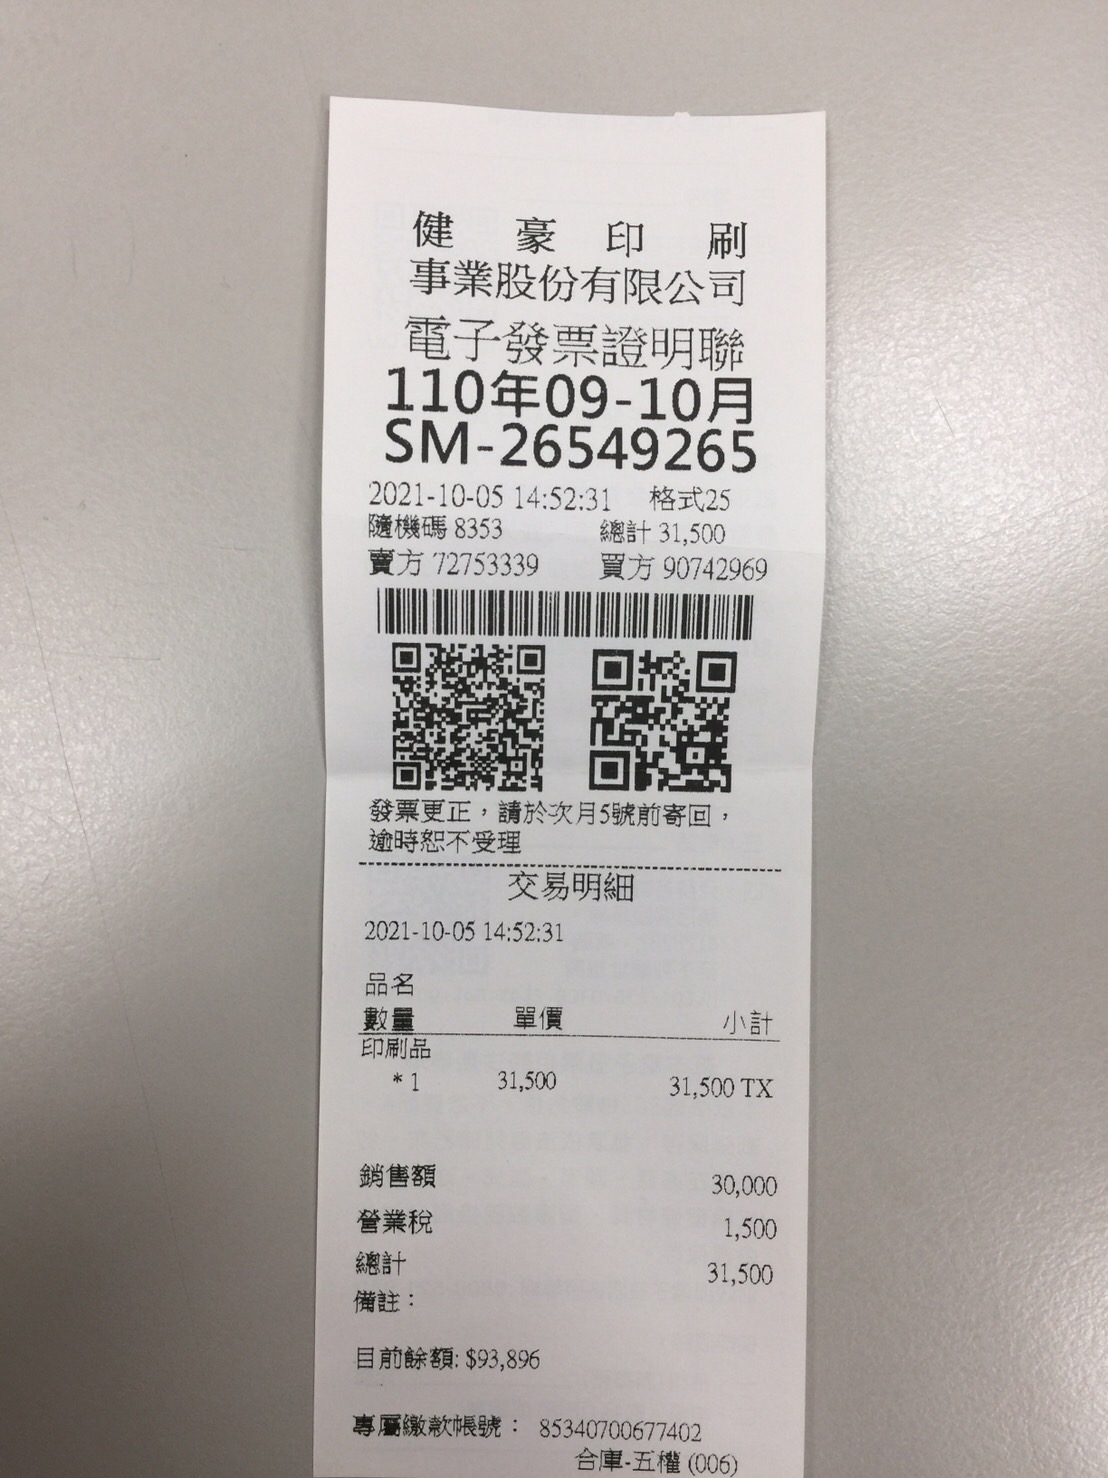 健豪印刷
事業股份有限公司
電子發票證明聯
110年09-10月
SM-26549265
2021-10-05 14:52:31 格式25
隨機碼 8353 總計 31,500
賣方 72753339 買方 90742969
發票更正，請於次月5號前寄回，
逾時恕不受理
交易明細
2021-10-05 14:52:31
品名
數量 單價 小計
印刷品
* 1 31,500 31,500 TX
銷售額 30,000
營業稅 1,500
總計 31,500
備註：
目前餘額: $93,896
專屬繳款帳號： 85340700677402
合庫-五權 (006)